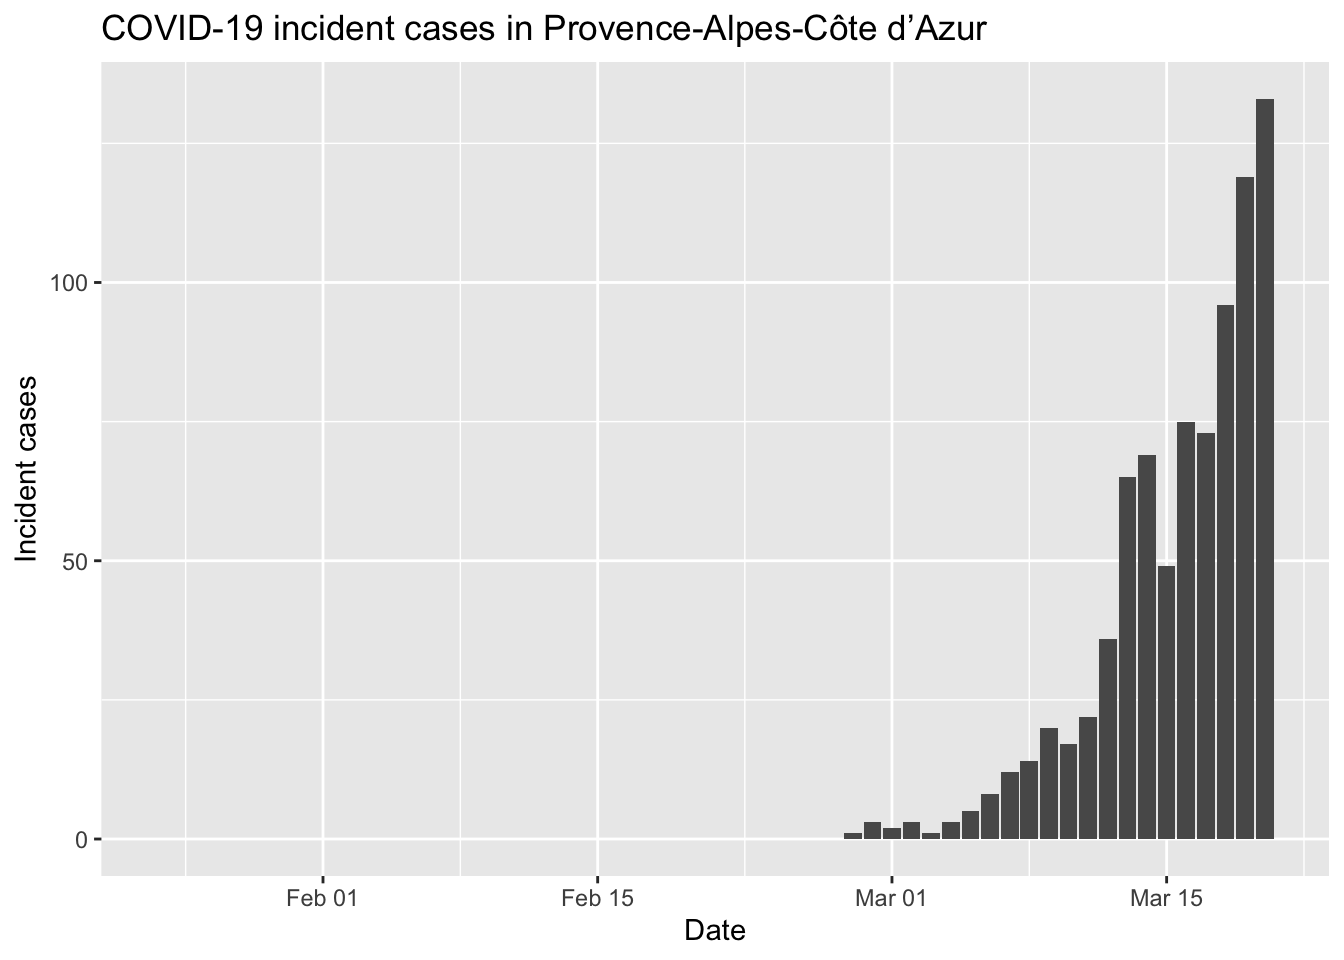 COVID-19 incident cases in Provence-Alpes-Côte d’Azur
100
50
0
Incident cases
Feb 01
Feb 15
Mar 01
Mar 15
Date